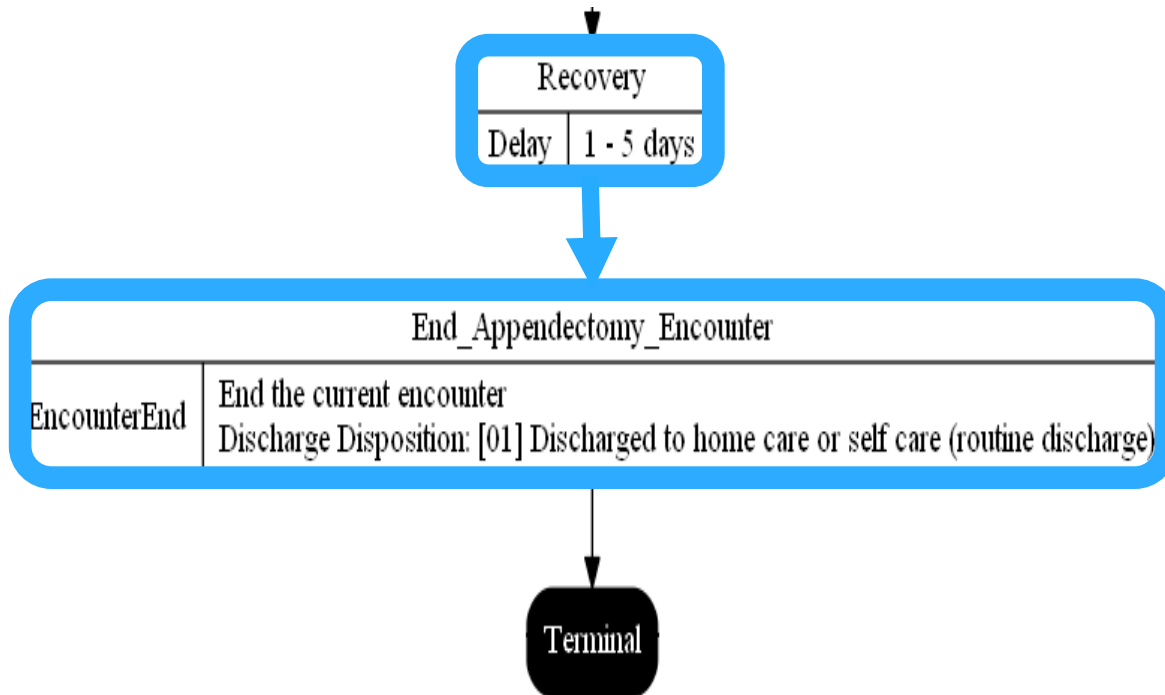 Recovery
Delay 1 - 5 days
End_Appendectomy_Encounter
EncounterEnd
End the current encounter
Discharge Disposition: [01] Discharged to home care or self care (routine discharge)
Terminal